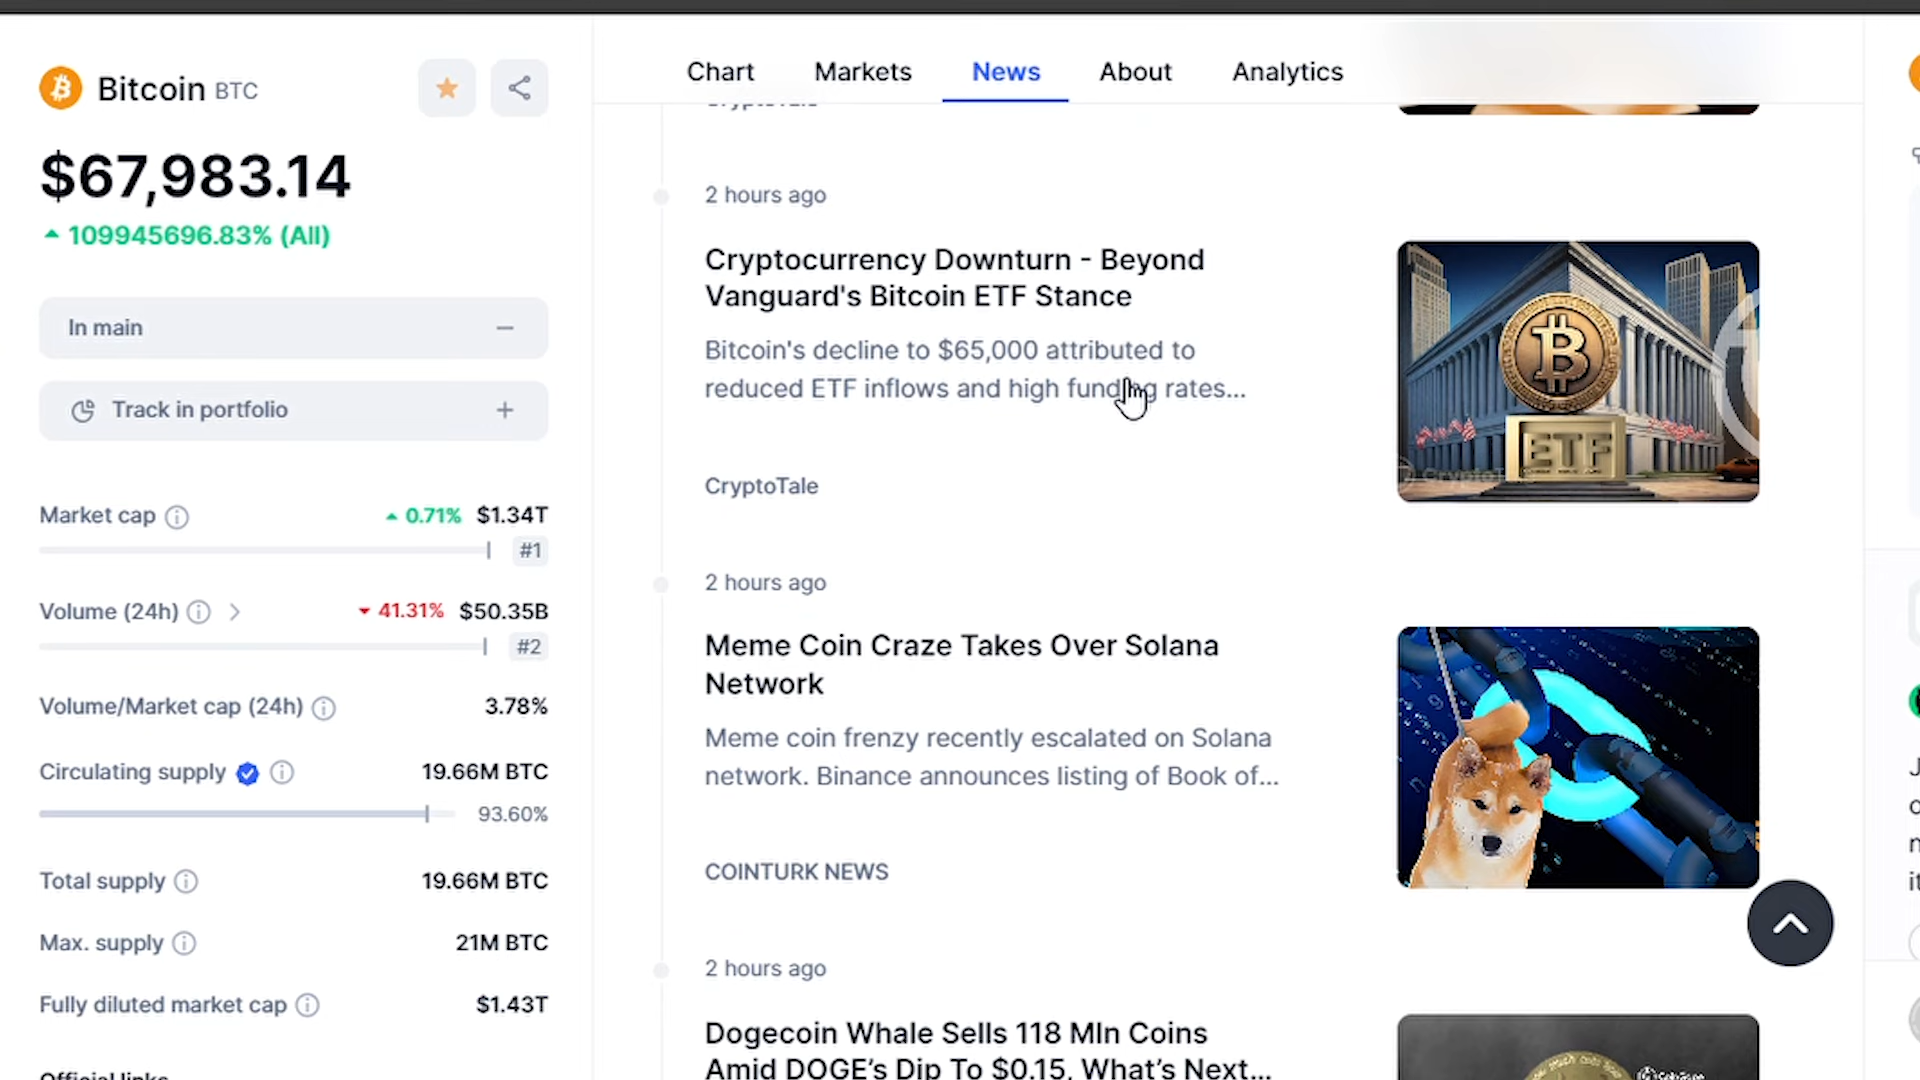 Bitcoin BTC
$67,983.14
109945696.83% (All)
In main
Track in portfolio
Market cap 0.71% $1.34T
#1
Volume (24h) 41.31% $50.35B
#2
Volume/Market cap (24h) 3.78%
Circulating supply 19.66M BTC
93.60%
Total supply 19.66M BTC
Max. supply 21M BTC
Fully diluted market cap $1.43T
Official links
Chart Markets News About Analytics
CryptoTale
2 hours ago
Cryptocurrency Downturn - Beyond
Vanguard's Bitcoin ETF Stance
Bitcoin's decline to $65,000 attributed to
reduced ETF inflows and high funding rates...
CryptoTale
ETF
2 hours ago
Meme Coin Craze Takes Over Solana
Network
Meme coin frenzy recently escalated on Solana
network. Binance announces listing of Book of...
COINTURK NEWS
2 hours ago
Dogecoin Whale Sells 118 Mln Coins
Amid DOGE’s Dip To $0.15, What’s Next...